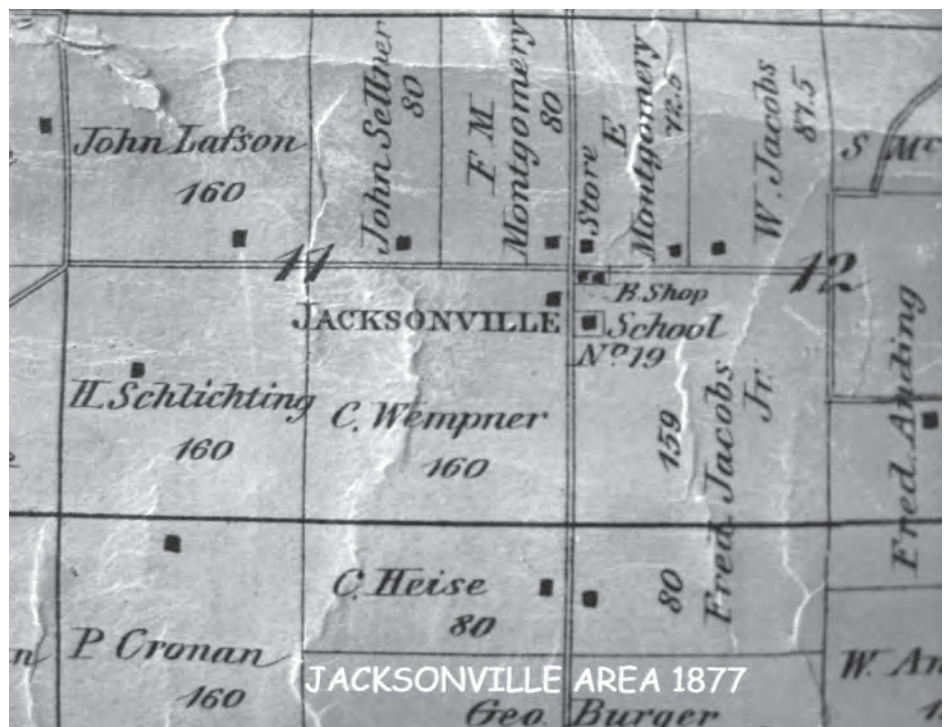 John Lafson
160
John Settner
80
F M
Montgomery
80
Store
E
Montgomery
72.5
W. Jacobs
87.5
S Mc
11
12
JACKSONVILLE
B. Shop
School
No 19
H. Schlichting
160
C. Wempner
160
159
80
Fred. Jacobs
Jr.
Fred. Anding
C. Heise
80
n
P Cronan
160
W. An
JACKSONVILLE AREA 1877
Geo Burger